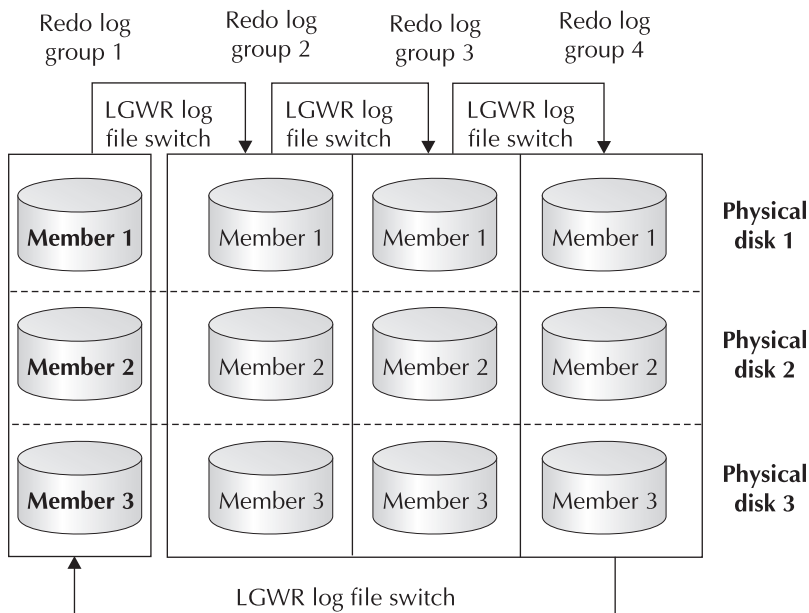 Redo log
group 1
Redo log
group 2
Redo log
group 3
Redo log
group 4
LGWR log
file switch
LGWR log
file switch
LGWR log
file switch
Member 1
Member 1
Member 1
Member 1
Physical
disk 1
Member 2
Member 2
Member 2
Member 2
Physical
disk 2
Member 3
Member 3
Member 3
Member 3
Physical
disk 3
LGWR log file switch